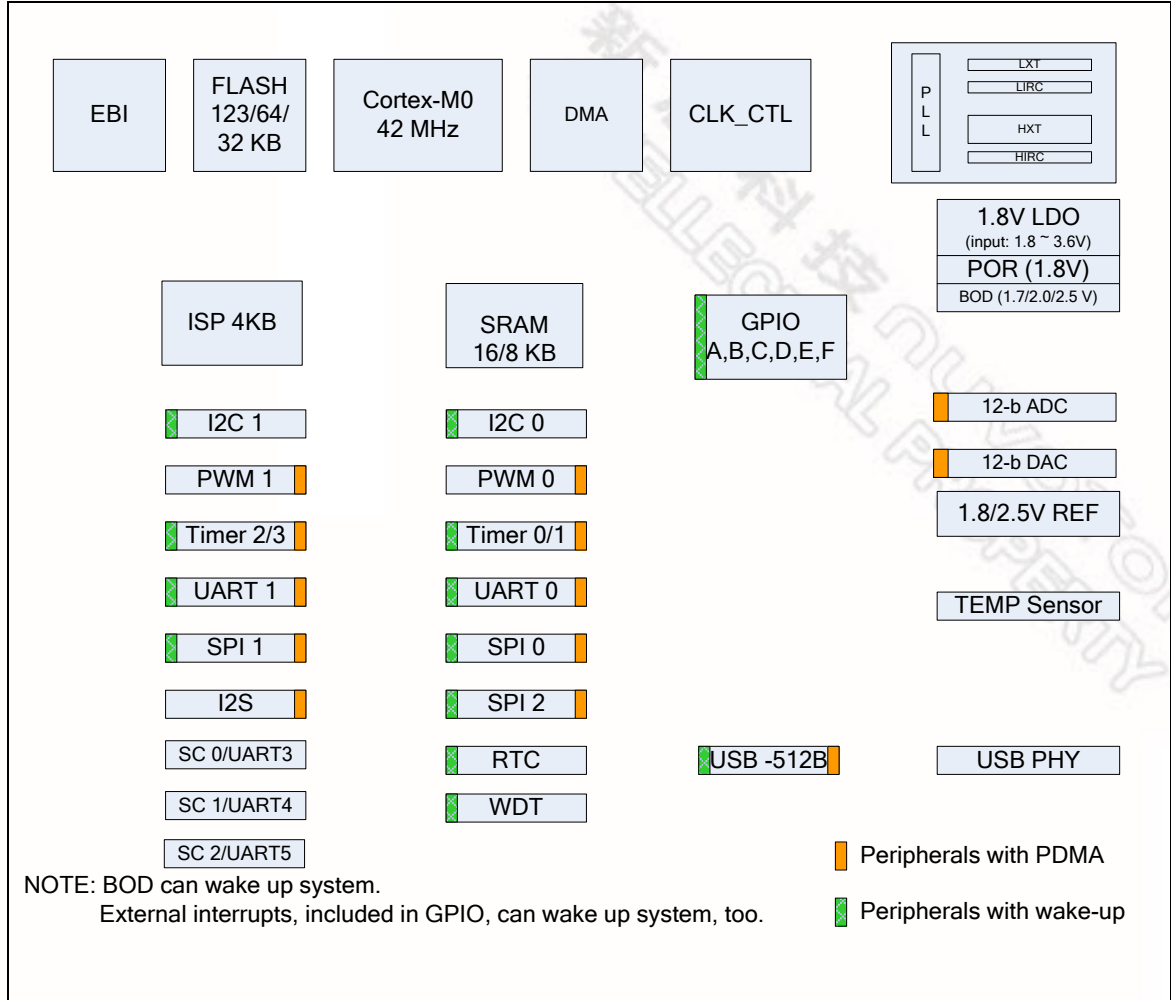 EBI
FLASH
123/64/
32 KB
Cortex-M0
42 MHz
DMA
CLK_CTL
PLL
LXT
LIRC
HXT
HIRC
1.8V LDO
(input: 1.8 ~ 3.6V)
POR (1.8V)
BOD (1.7/2.0/2.5 V)
ISP 4KB
SRAM
16/8 KB
GPIO
A,B,C,D,E,F
I2C 1
I2C 0
12-b ADC
PWM 1
PWM 0
12-b DAC
1.8/2.5V REF
Timer 2/3
Timer 0/1
UART 1
UART 0
TEMP Sensor
SPI 1
SPI 0
I2S
SPI 2
SC 0/UART3
RTC
USB -512B
USB PHY
SC 1/UART4
WDT
SC 2/UART5
Peripherals with PDMA
NOTE: BOD can wake up system.
External interrupts, included in GPIO, can wake up system, too.
Peripherals with wake-up